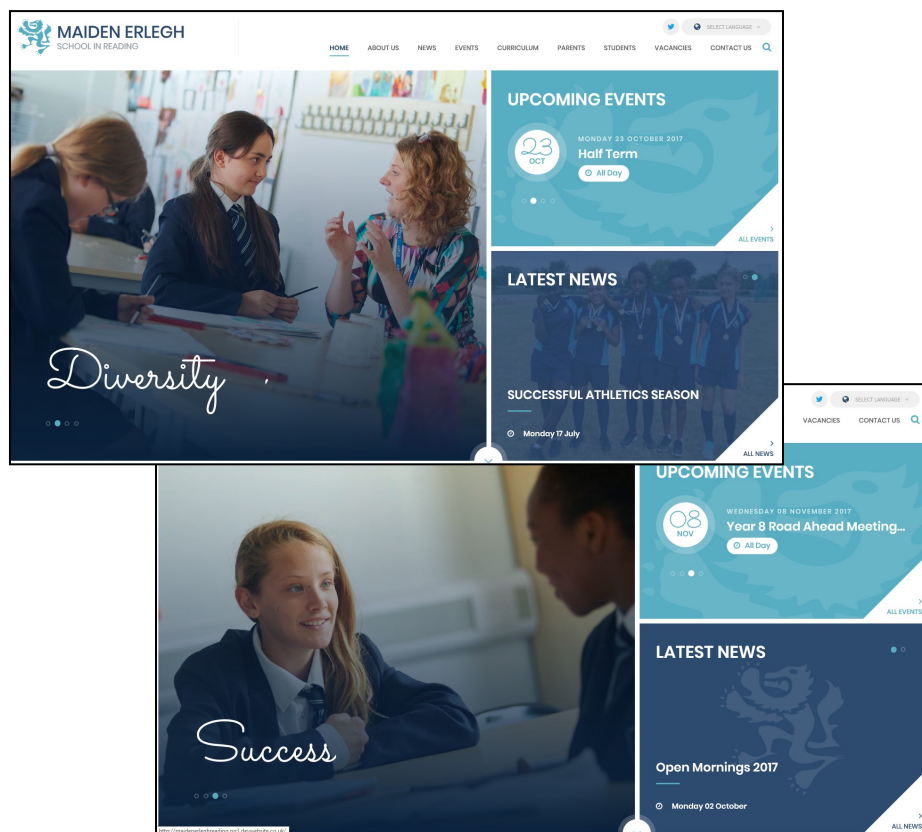 MAIDEN ERLEGH
SCHOOL IN READING
SELECT LANGUAGE
HOME ABOUT US NEWS EVENTS CURRICULUM PARENTS STUDENTS VACANCIES CONTACT US
UPCOMING EVENTS
23
OCT
MONDAY 23 OCTOBER 2017
Half Term
All Day
ALL EVENTS
Diversity
LATEST NEWS
SUCCESSFUL ATHLETICS SEASON
Monday 17 July
ALL NEWS
SELECT LANGUAGE
VACANCIES CONTACT US
UPCOMING EVENTS
08
NOV
WEDNESDAY 08 NOVEMBER 2017
Year 8 Road Ahead Meeting...
All Day
ALL EVENTS
Success
LATEST NEWS
Open Mornings 2017
Monday 02 October
ALL NEWS